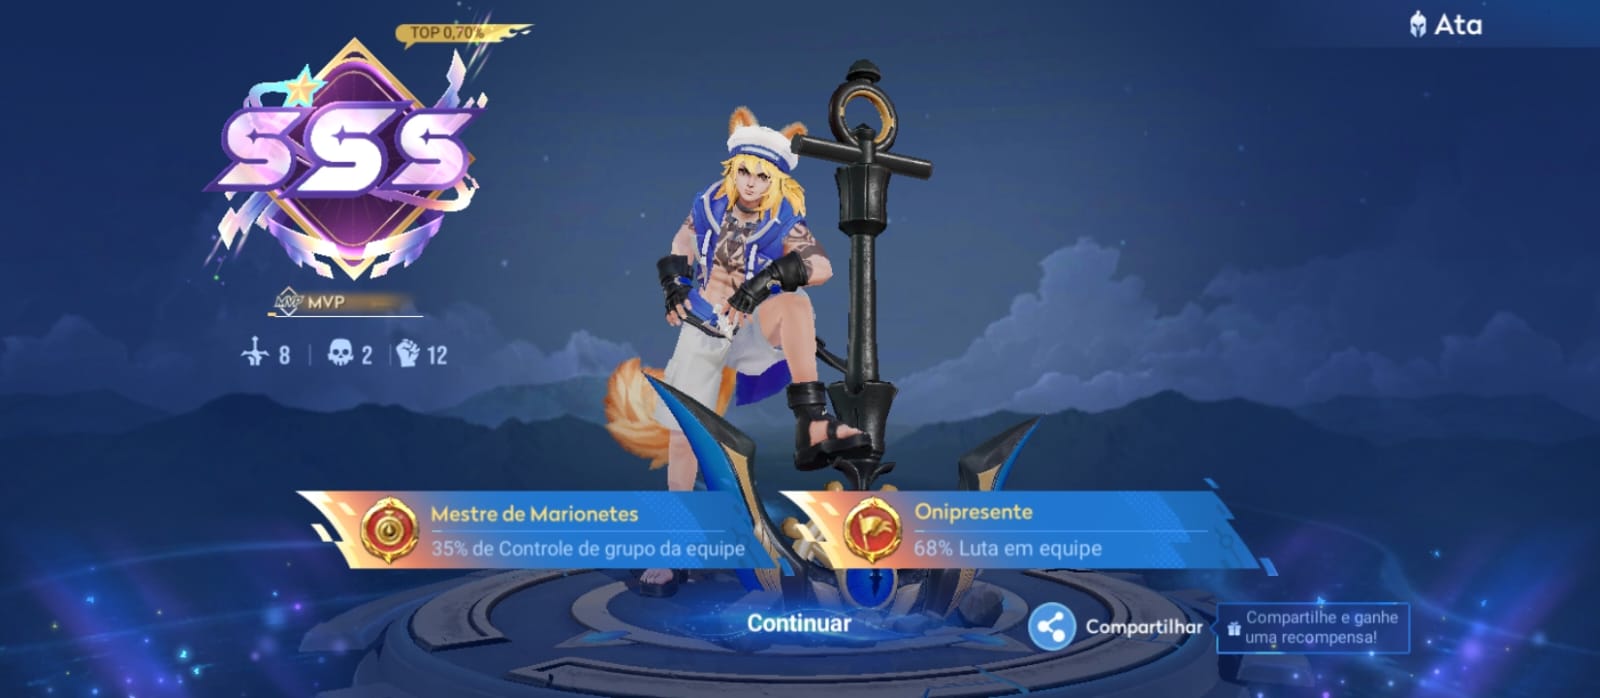 TOP 0,70%
Ata
SSS
MVP MVP
8 2 12
Mestre de Marionetes
35% de Controle de grupo da equipe
Onipresente
68% Luta em equipe
Continuar
Compartilhar
Compartilhe e ganhe
uma recompensa!